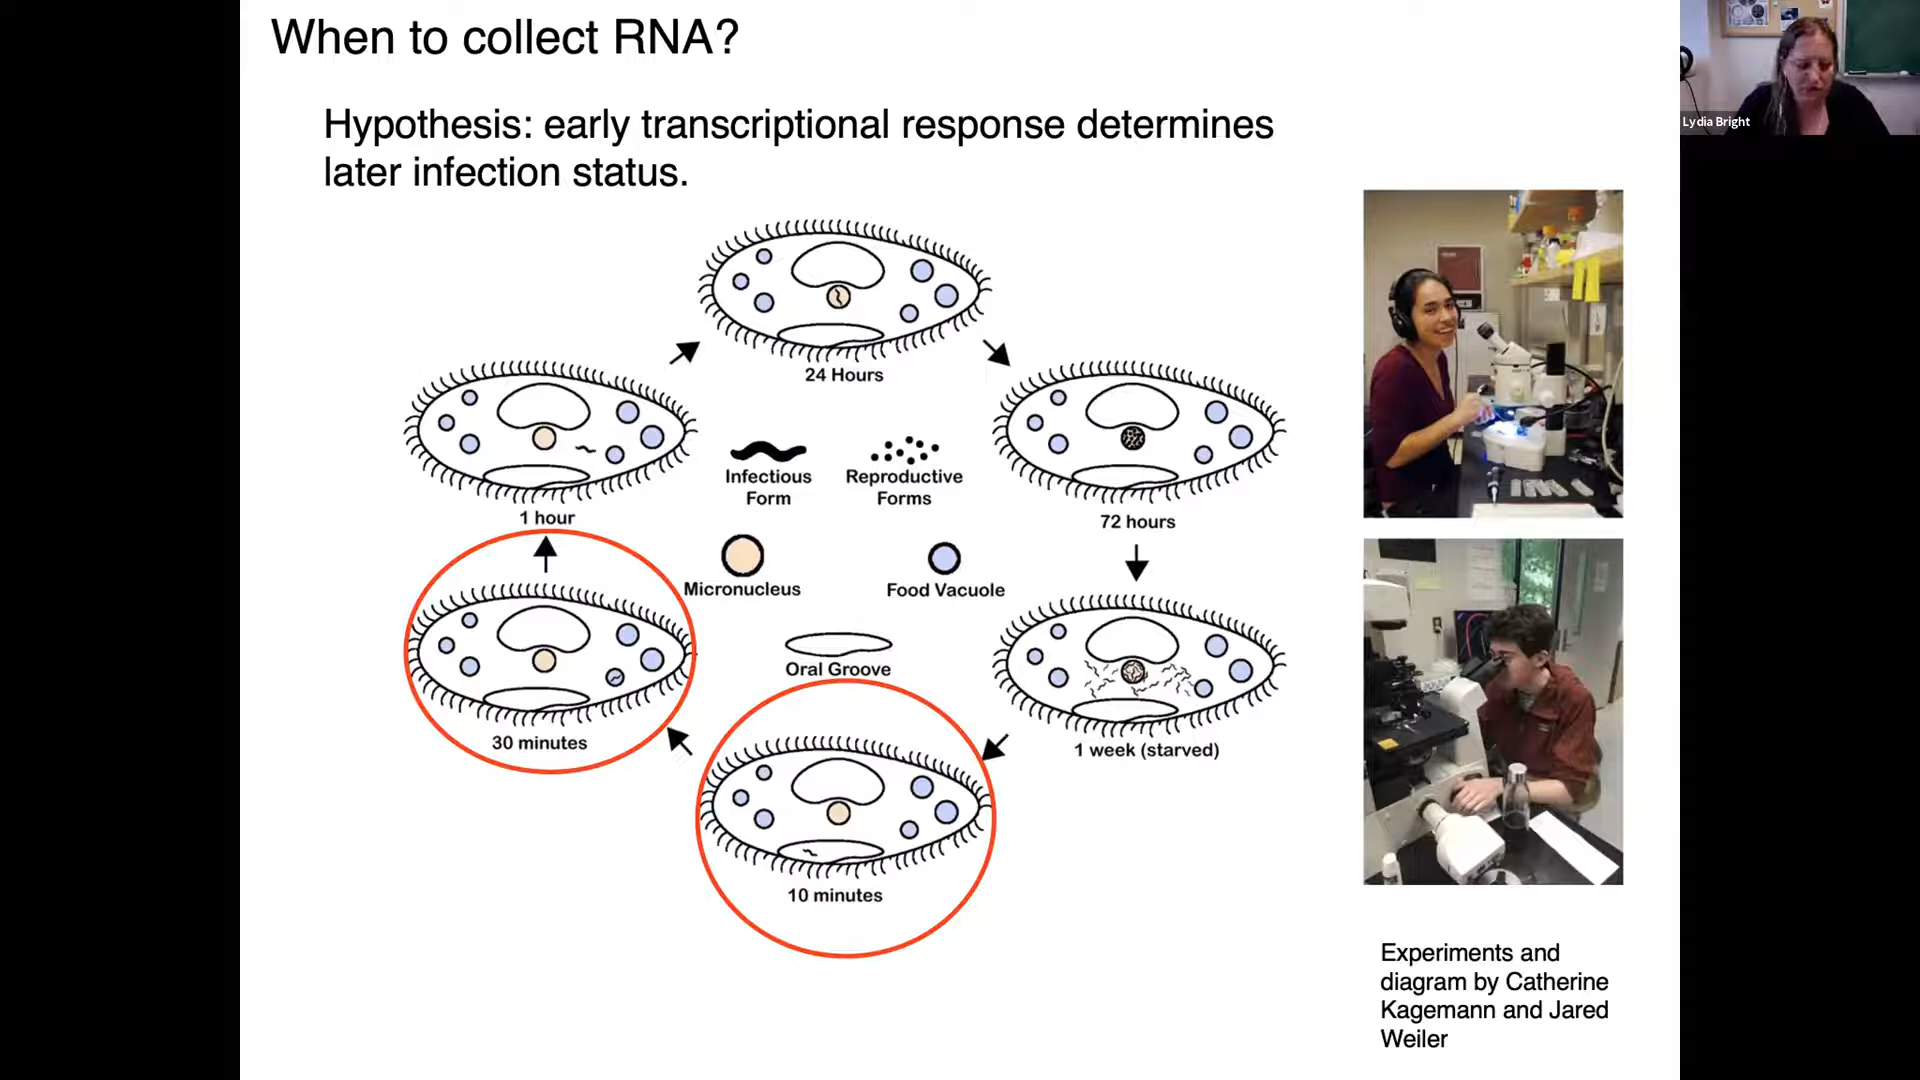 When to collect RNA?
Lydia Bright
Hypothesis: early transcriptional response determines
later infection status.
24 Hours
1 hour
Infectious
Form
Reproductive
Forms
72 hours
Micronucleus
Food Vacuole
Oral Groove
30 minutes
1 week (starved)
10 minutes
Experiments and
diagram by Catherine
Kagemann and Jared
Weiler